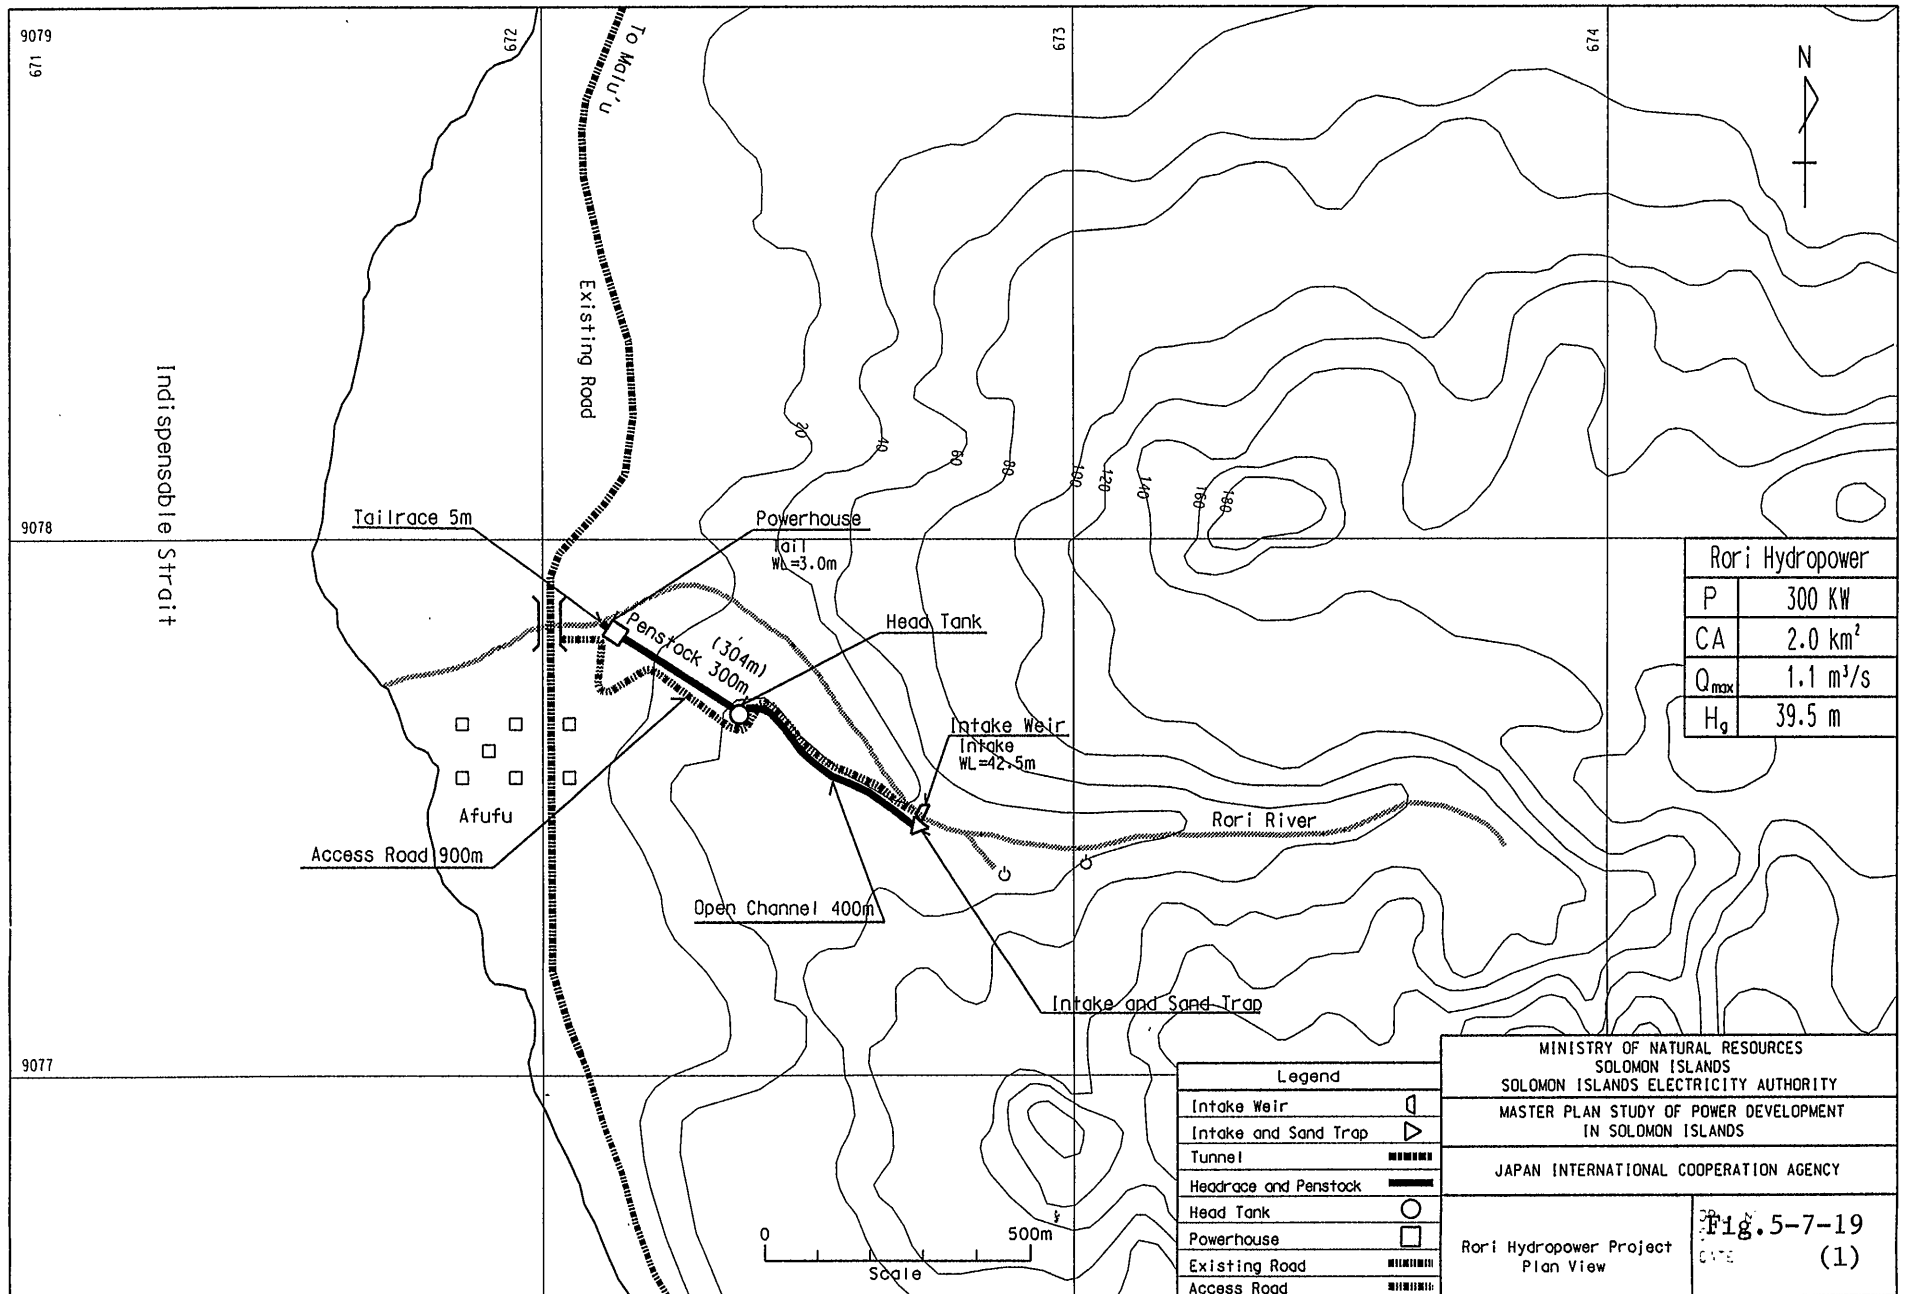 9079
671
672
673
674
To Malu'u
N
Existing Road
Indispensable Strait
20
40
60
80
100
120
140
160
180
9078
Tailrace 5m
Powerhouse
Tail
WL=3.0m
Head Tank
Penstock 300m
(304m)
Intake Weir
Intake
WL=42.5m
Rori River
Afufu
Access Road 900m
Open Channel 400m
Intake and Sand Trap
9077
Rori Hydropower
P 300 KW
CA 2.0 km²
Qmax 1.1 m³/s
Hg 39.5 m
0 500m
Scale
Legend
Intake Weir
Intake and Sand Trap
Tunnel
Headrace and Penstock
Head Tank
Powerhouse
Existing Road
Access Road
MINISTRY OF NATURAL RESOURCES
SOLOMON ISLANDS
SOLOMON ISLANDS ELECTRICITY AUTHORITY
MASTER PLAN STUDY OF POWER DEVELOPMENT
IN SOLOMON ISLANDS
JAPAN INTERNATIONAL COOPERATION AGENCY
Rori Hydropower Project
Plan View
Fig.5-7-19
(1)